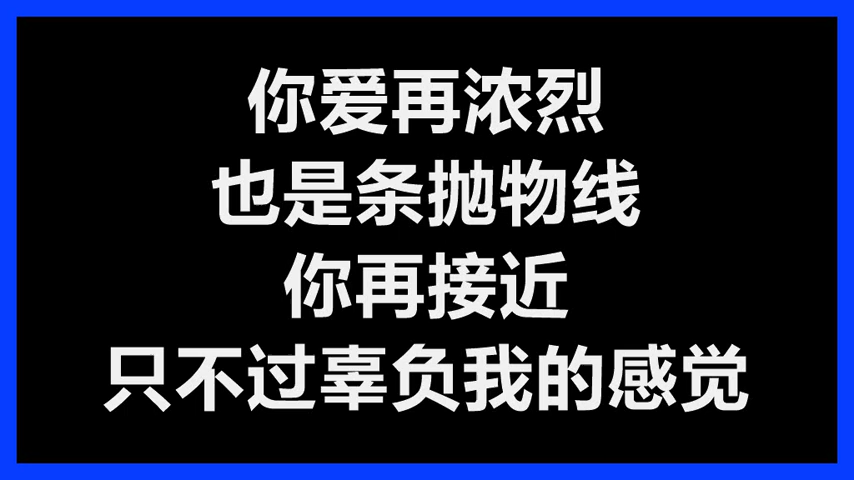 你爱再浓烈
也是条抛物线
你再接近
只不过辜负我的感觉